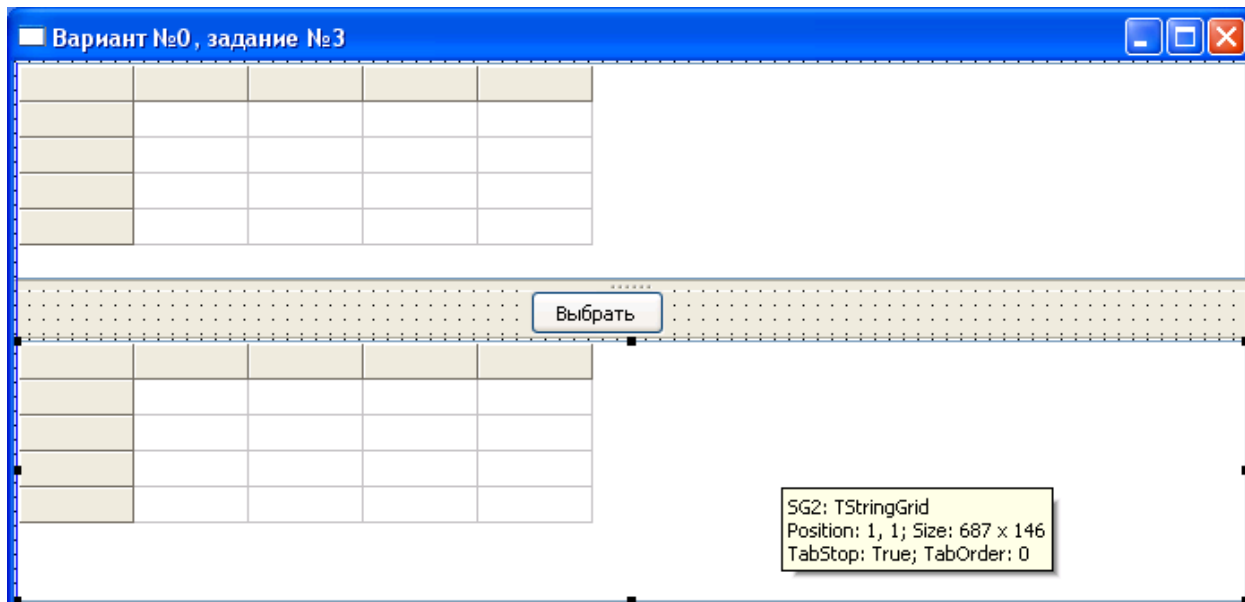 Вариант №0, задание №3
Выбрать
SG2: TStringGrid
Position: 1, 1; Size: 687 x 146
TabStop: True; TabOrder: 0